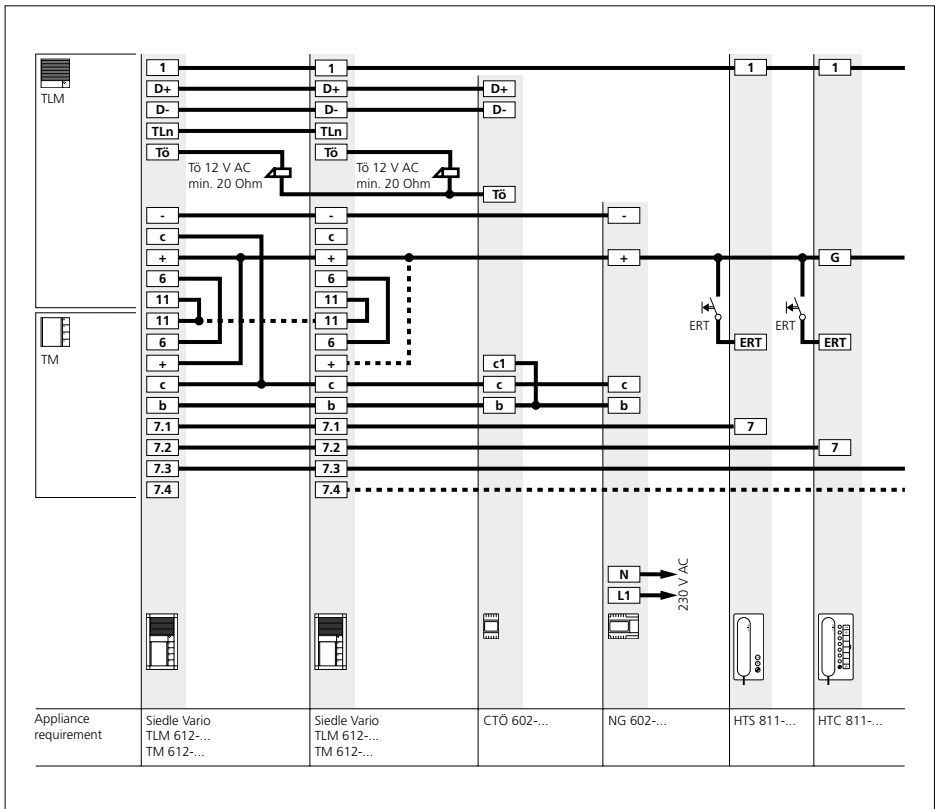 TLM
1 1 1 1
D+ D+ D+
D- D- D-
TLn TLn
Tö Tö
Tö 12 V AC Tö 12 V AC
min. 20 Ohm min. 20 Ohm
Tö
- - -
c c
+ + + G
6 6
11 11
ERT ERT
TM
11 11
6 6 ERT ERT
+ + c1
c c c c
b b b b
7.1 7.1 7
7.2 7.2 7
7.3 7.3
7.4 7.4
N
L1
230 V AC
Appliance
requirement
Siedle Vario
TLM 612-...
TM 612-...
Siedle Vario
TLM 612-...
TM 612-...
CTÖ 602-...
NG 602-...
HTS 811-...
HTC 811-...